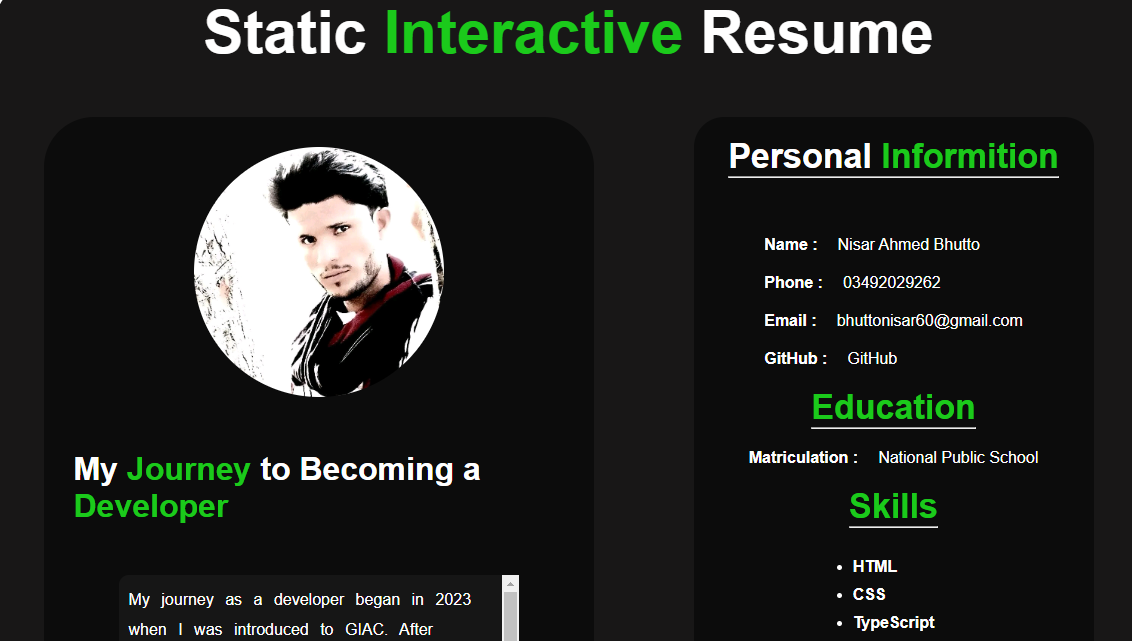 Static Interactive Resume
My Journey to Becoming a
Developer
My journey as a developer began in 2023
when I was introduced to GIAC. After
Personal Informition
Name : Nisar Ahmed Bhutto
Phone : 03492029262
Email : bhuttonisar60@gmail.com
GitHub : GitHub
Education
Matriculation : National Public School
Skills
• HTML
• CSS
• TypeScript